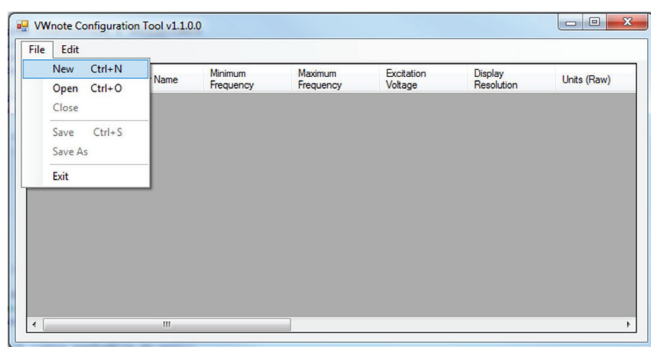 VWnote Configuration Tool v1.1.0.0
File Edit
New Ctrl+N
Open Ctrl+O
Close
Save Ctrl+S
Save As
Exit
Name
Minimum Frequency
Maximum Frequency
Excitation Voltage
Display Resolution
Units (Raw)